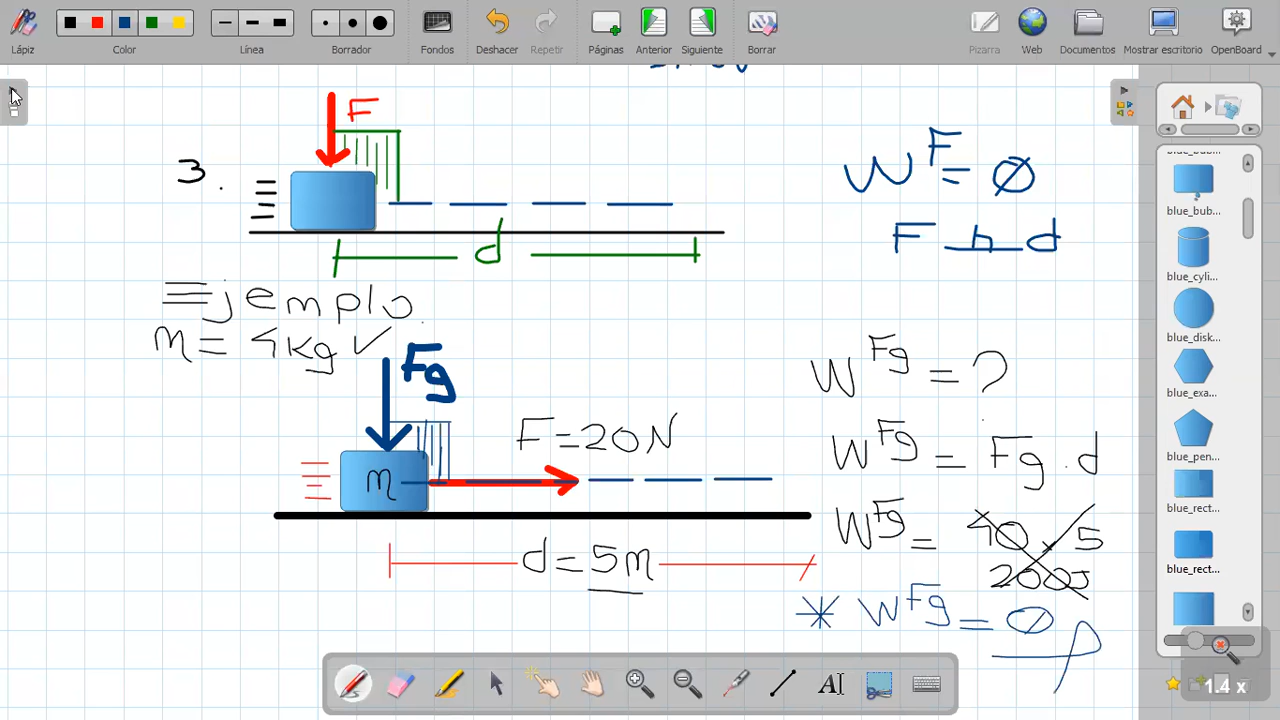 Lápiz
Color
Línea
Borrador
Fondos
Deshacer
Repetir
Páginas
Anterior
Siguiente
Borrar
Pizarra
Web
Documentos
Mostrar escritorio
OpenBoard
3.
F
d
W^F = ∅
F h d
Ejemplo
m = 4kg ✓
Fg
m
F = 20N
d = 5m
W^Fg = ?
W^Fg = Fg . d
W^Fg = 40 . 5
200J
* W^Fg = ∅
blue_bub...
blue_bub...
blue_cyli...
blue_disk...
blue_exa...
blue_pen...
blue_rect...
blue_rect...
1.4 x